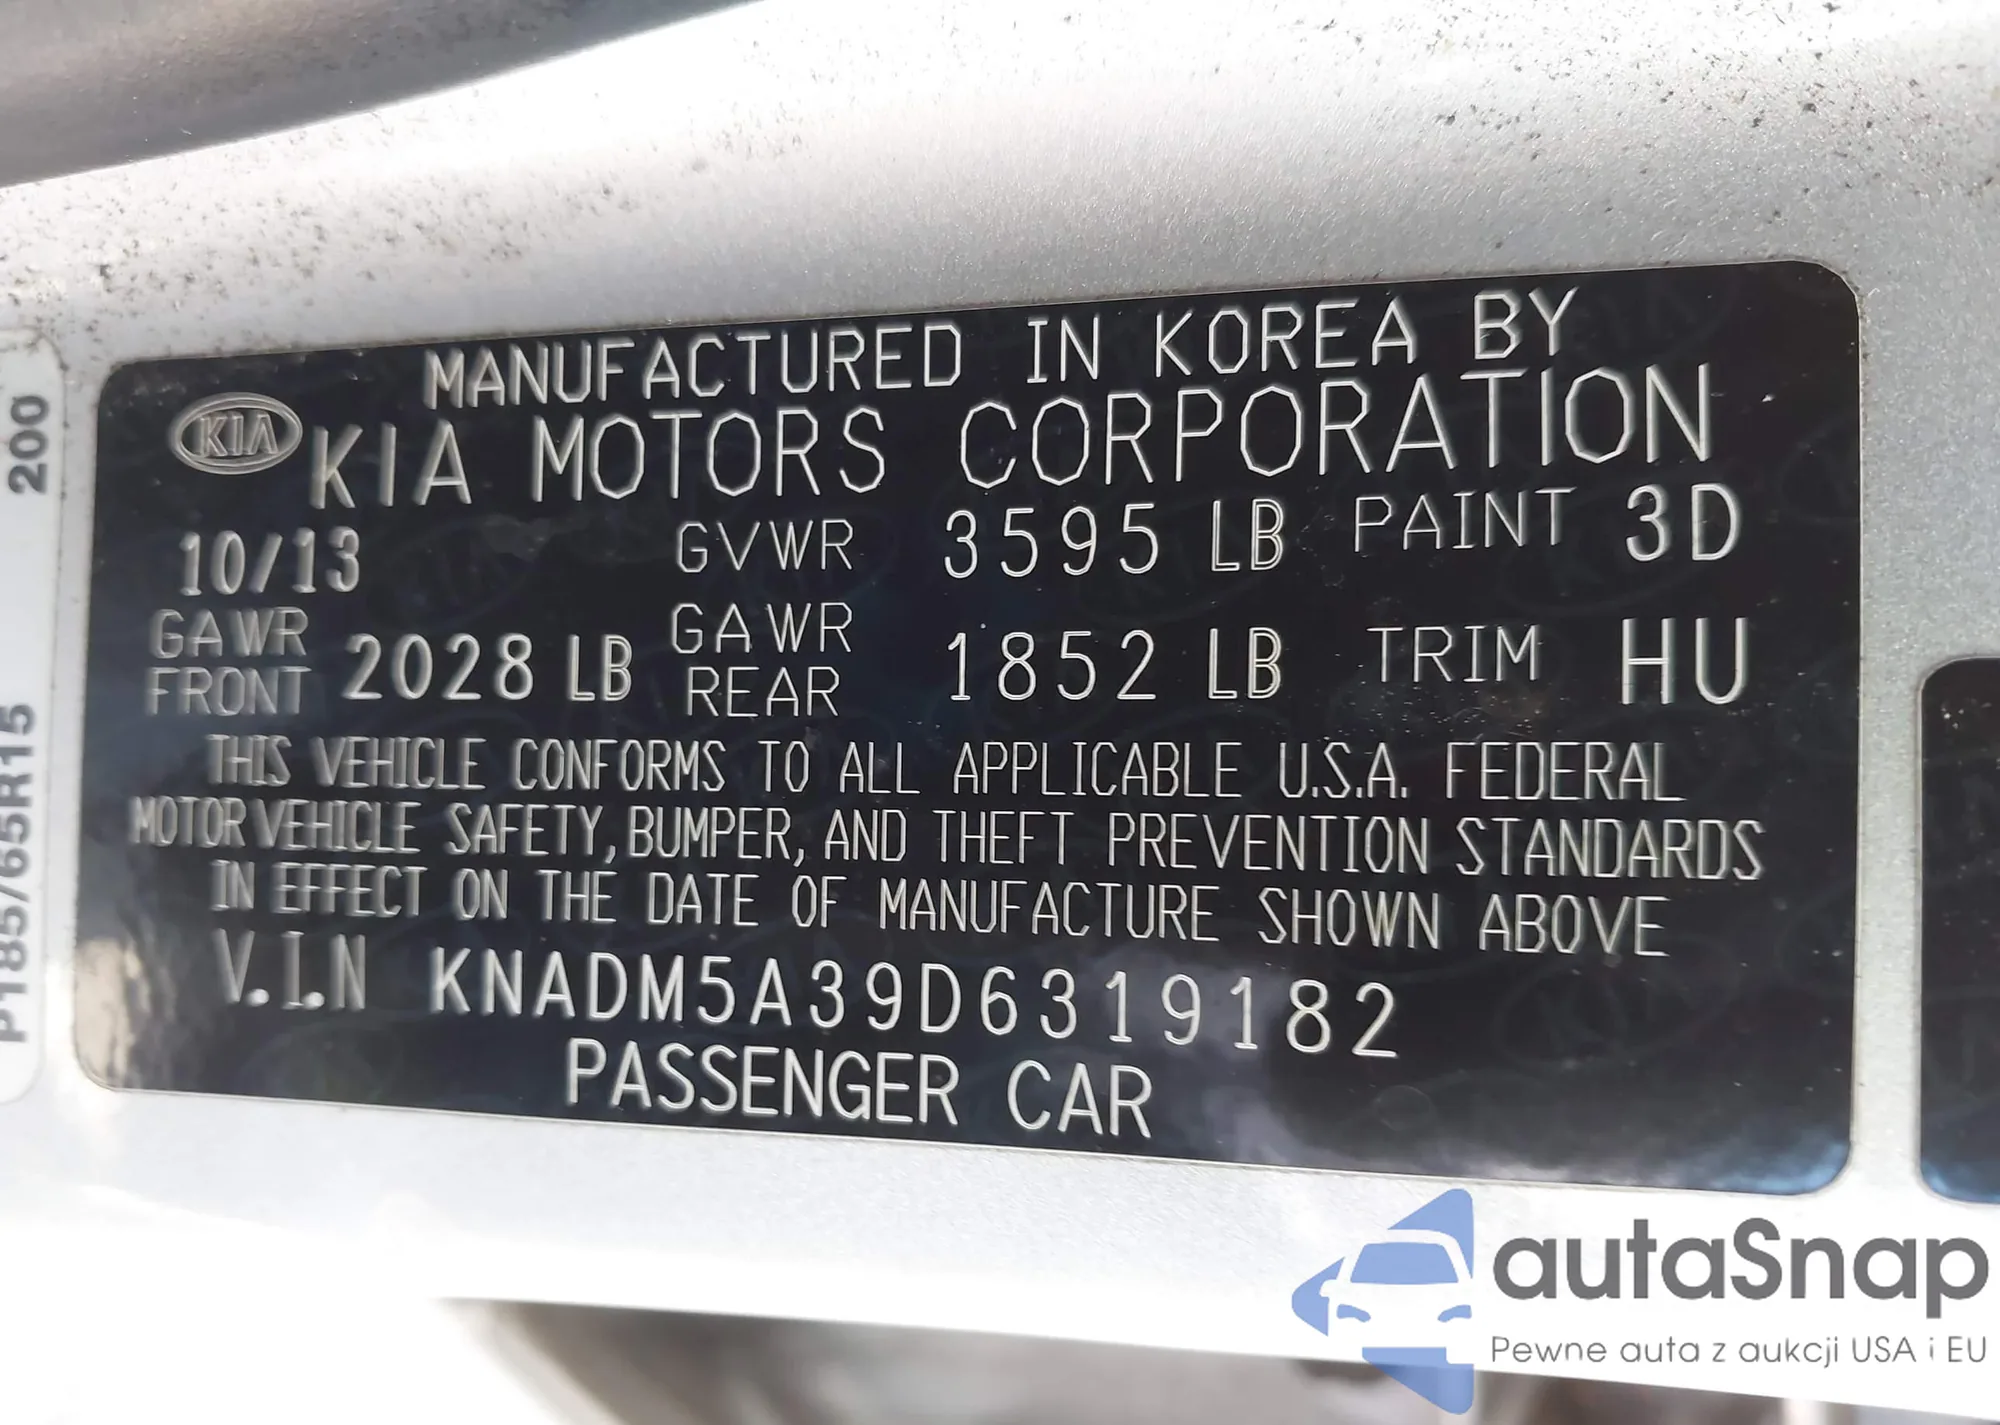 MANUFACTURED IN KOREA BY
KIA KIA MOTORS CORPORATION
10/13 GVWR 3595 LB PAINT 3D
GAWR FRONT 2028 LB GAWR REAR 1852 LB TRIM HU
THIS VEHICLE CONFORMS TO ALL APPLICABLE U.S.A. FEDERAL
MOTOR VEHICLE SAFETY, BUMPER, AND THEFT PREVENTION STANDARDS
IN EFFECT ON THE DATE OF MANUFACTURE SHOWN ABOVE
V.I.N KNADM5A39D6319182
PASSENGER CAR
P185/65R15 200
autaSnap
Pewne auta z aukcji USA i EU